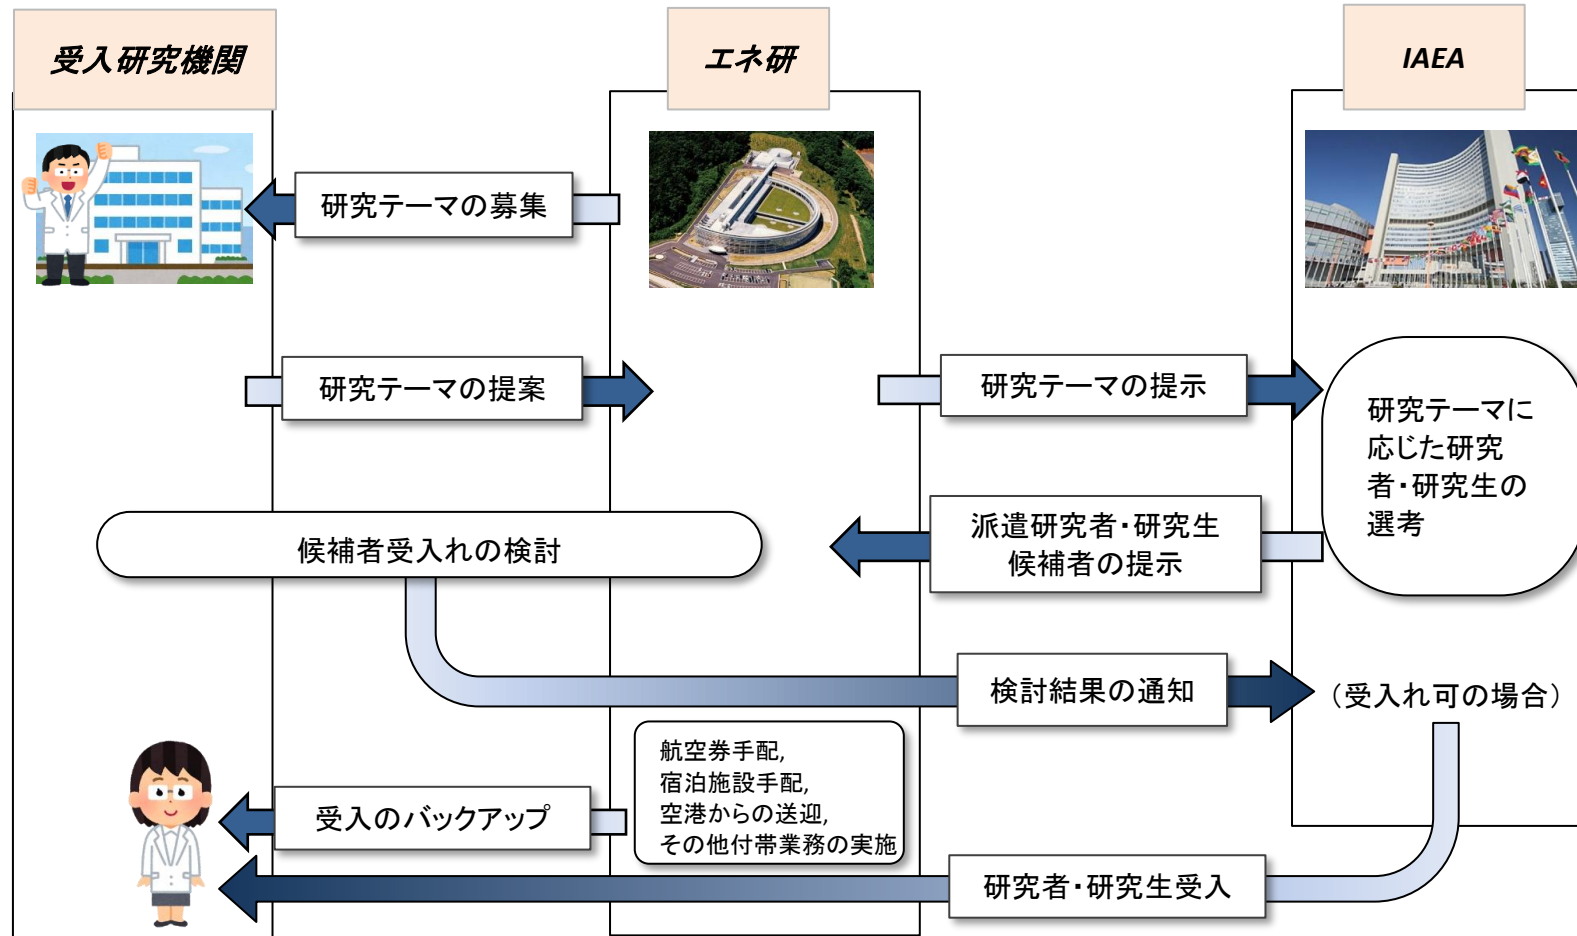 受入研究機関
エネ研
IAEA
研究テーマの募集
研究テーマの提案
研究テーマの提示
研究テーマに
応じた研究
者・研究生の
選考
派遣研究者・研究生
候補者の提示
候補者受入れの検討
検討結果の通知
（受入れ可の場合）
航空券手配,
宿泊施設手配,
空港からの送迎,
その他付帯業務の実施
受入のバックアップ
研究者・研究生受入